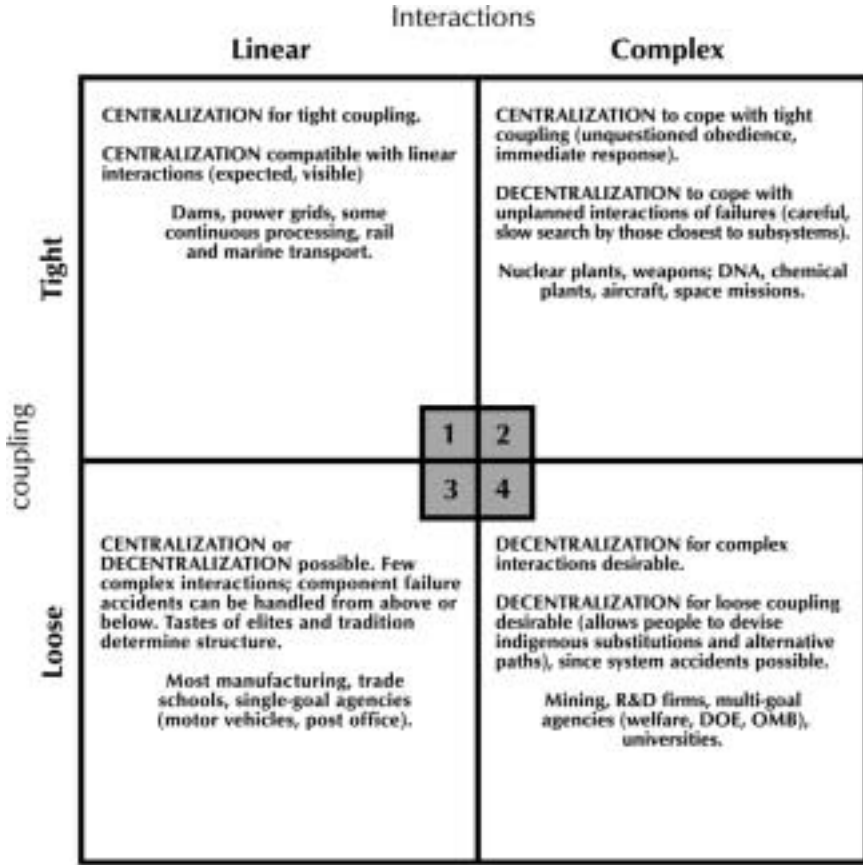 Interactions
Linear
Complex
coupling
Tight
CENTRALIZATION for tight coupling.
CENTRALIZATION compatible with linear
interactions (expected, visible)
Dams, power grids, some
continuous processing, rail
and marine transport.
CENTRALIZATION to cope with tight
coupling (unquestioned obedience,
immediate response).
DECENTRALIZATION to cope with
unplanned interactions of failures (careful,
slow search by those closest to subsystems).
Nuclear plants, weapons; DNA, chemical
plants, aircraft, space missions.
1
2
3
4
Loose
CENTRALIZATION or
DECENTRALIZATION possible. Few
complex interactions; component failure
accidents can be handled from above or
below. Tastes of elites and tradition
determine structure.
Most manufacturing, trade
schools, single-goal agencies
(motor vehicles, post office).
DECENTRALIZATION for complex
interactions desirable.
DECENTRALIZATION for loose coupling
desirable (allows people to devise
indigenous substitutions and alternative
paths), since system accidents possible.
Mining, R&D firms, multi-goal
agencies (welfare, DOE, OMB),
universities.